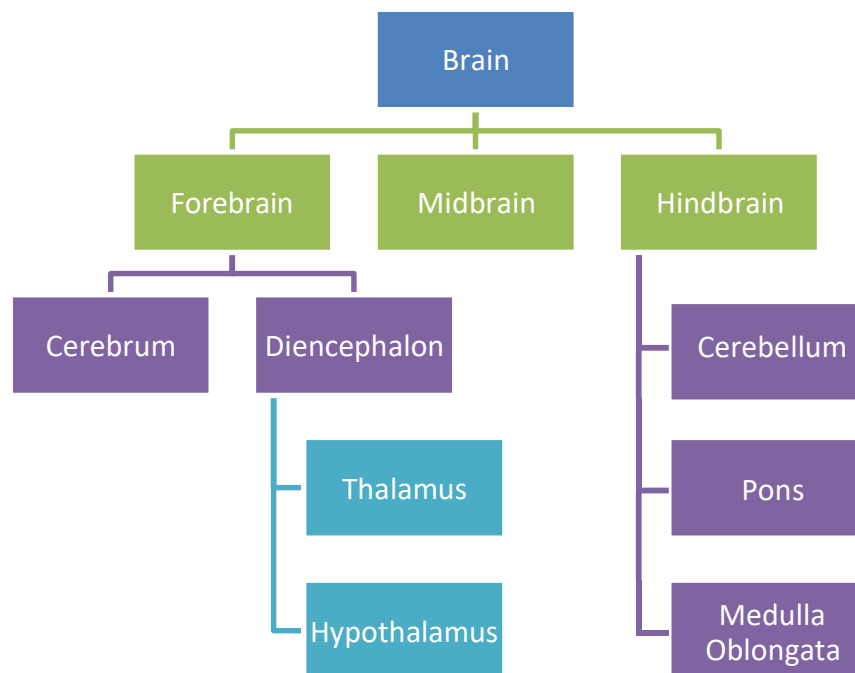 Brain
Forebrain
Midbrain
Hindbrain
Cerebrum
Diencephalon
Cerebellum
Thalamus
Pons
Hypothalamus
Medulla
Oblongata